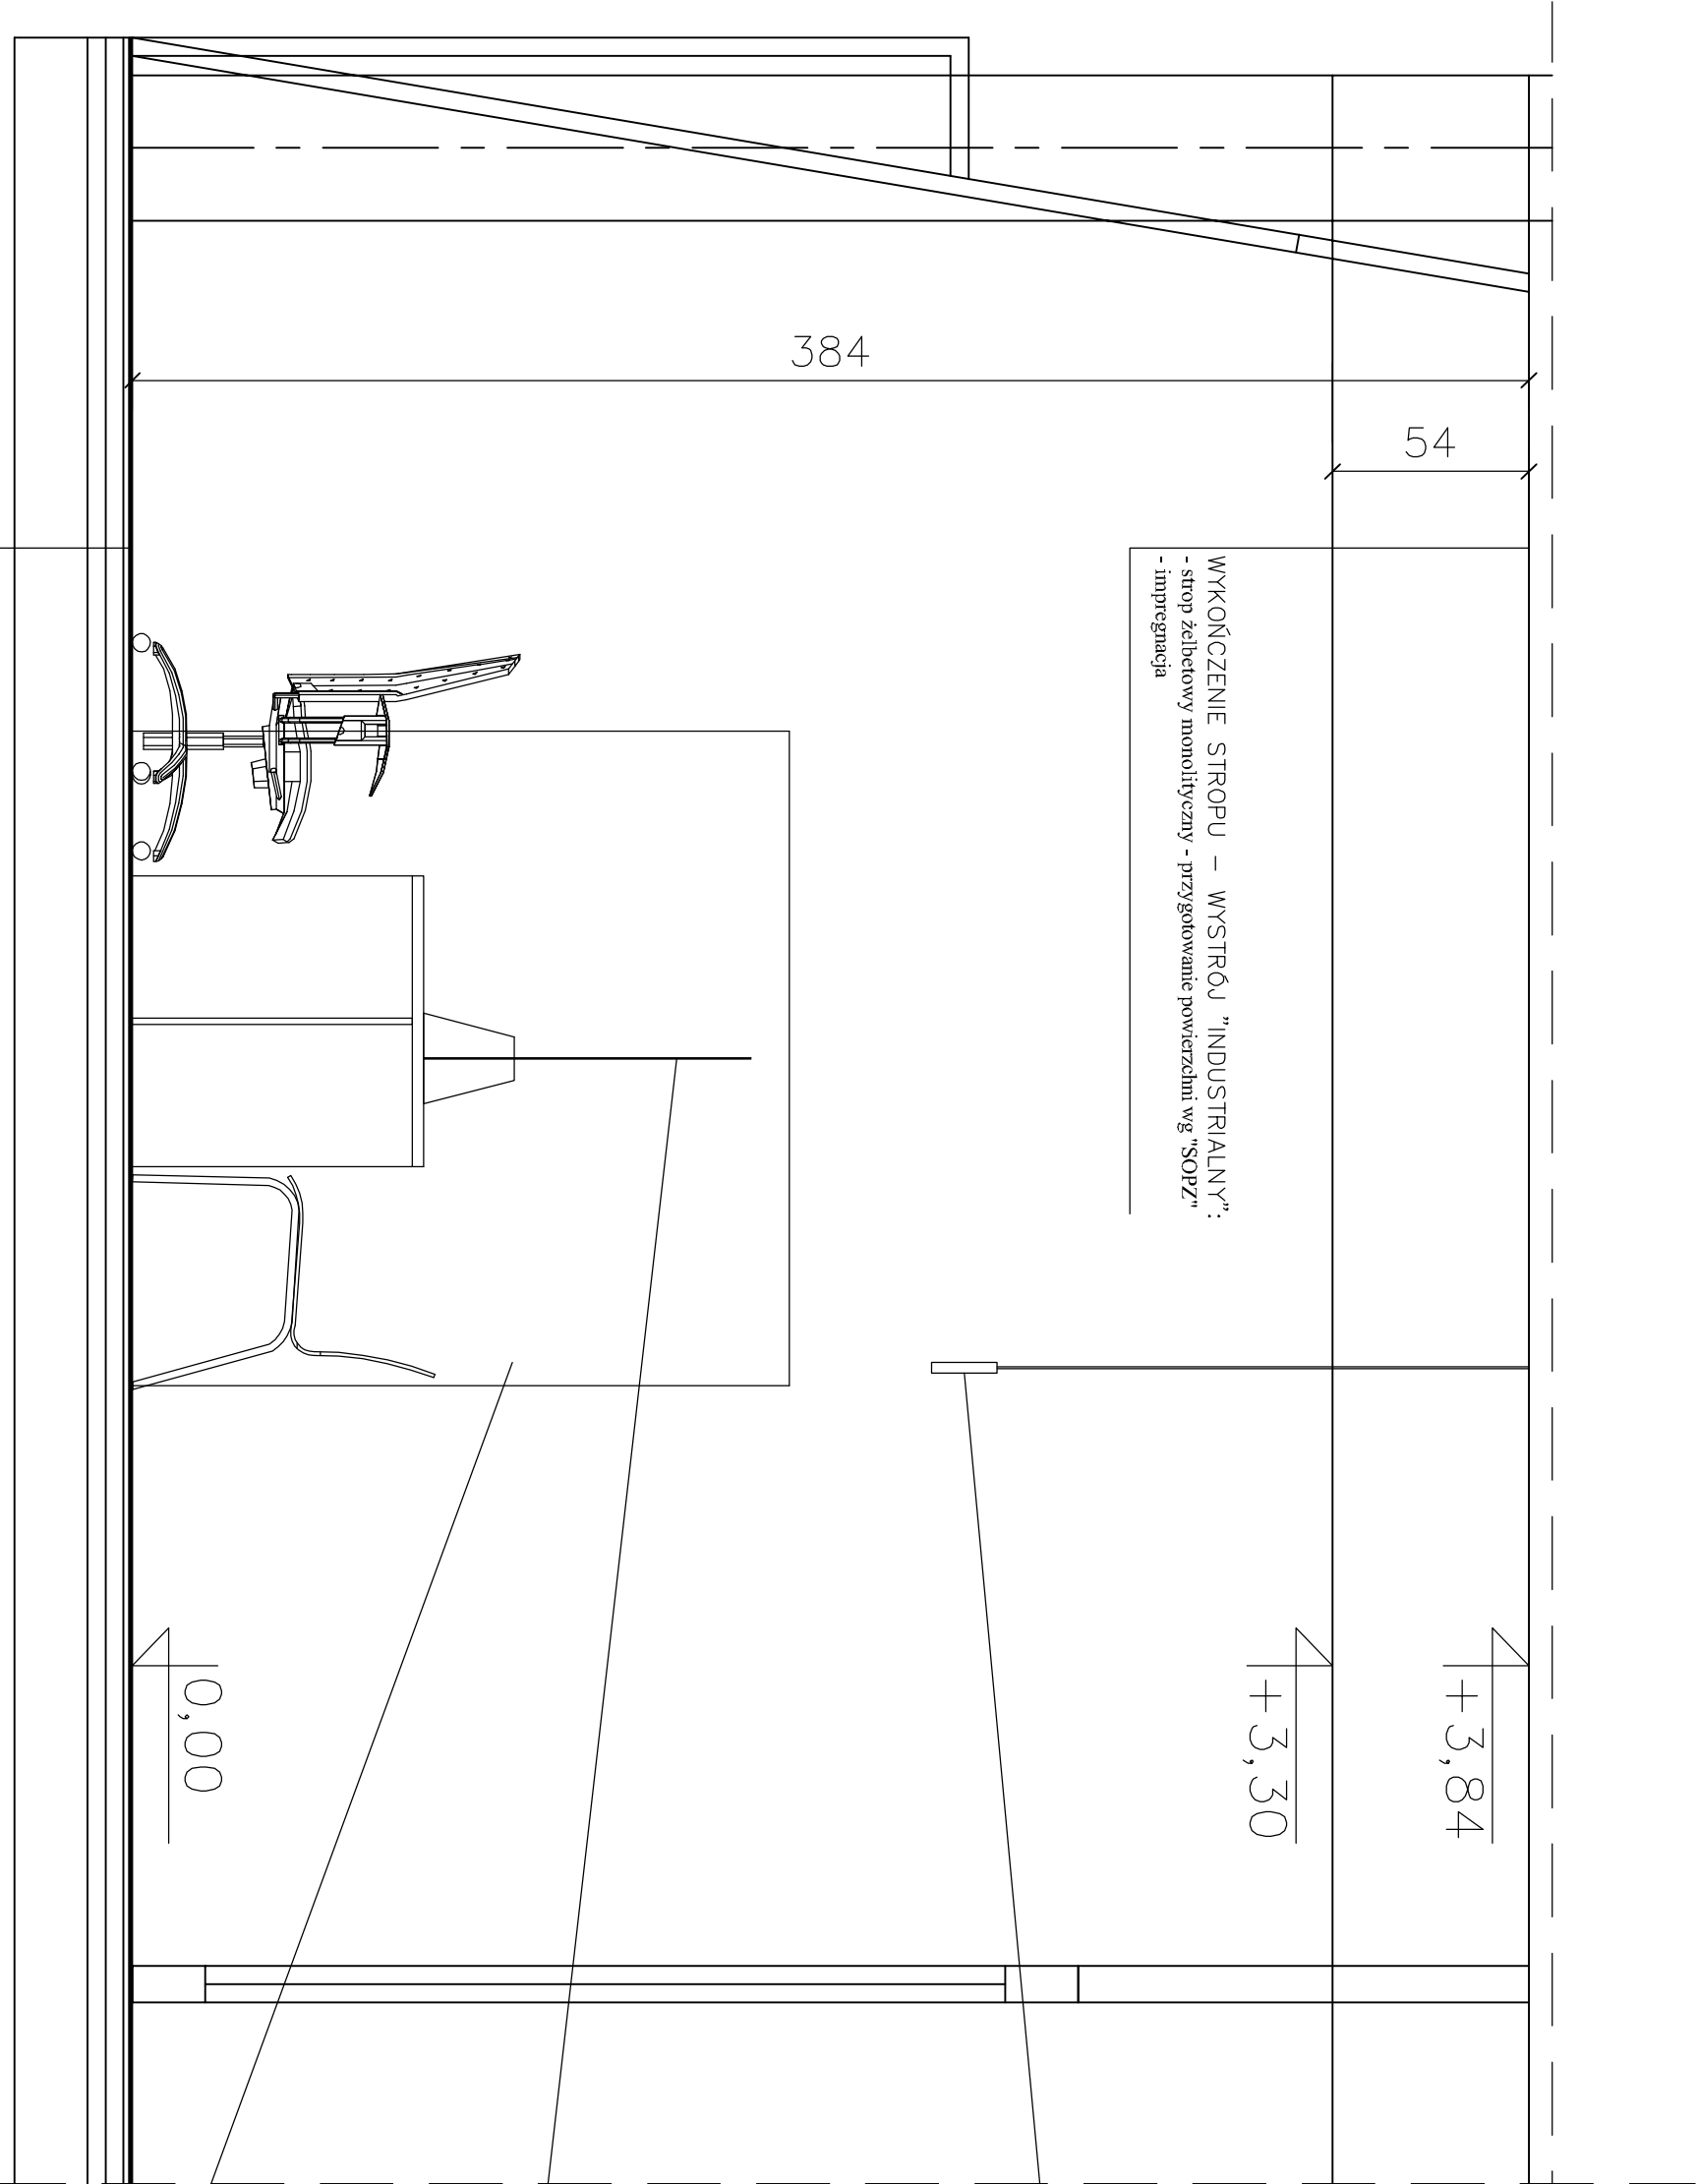 384
54
WYKOŃCZENIE STROPU – WYSTRÓJ "INDUSTRIALNY":
- strop żelbetowy monolityczny - przygotowanie powierzchni wg "SOPZ"
- impregnacja
+3,84
+3,30
0,00